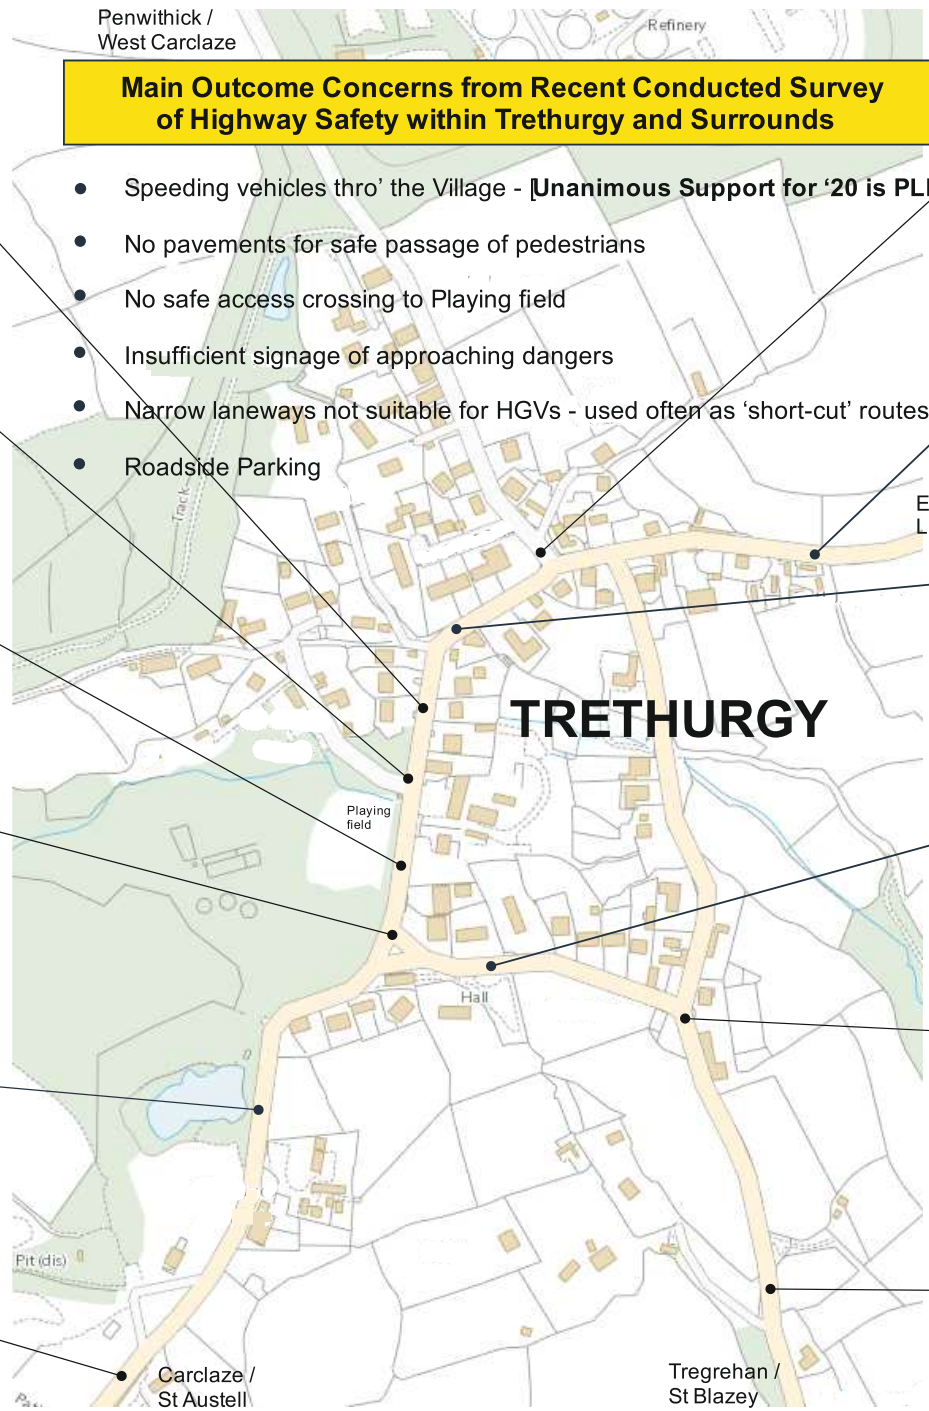 Penwithick /
West Carclaze
Refinery
Main Outcome Concerns from Recent Conducted Survey
of Highway Safety within Trethurgy and Surrounds
• Speeding vehicles thro’ the Village - [Unanimous Support for ‘20 is
• No pavements for safe passage of pedestrians
• No safe access crossing to Playing field
• Insufficient signage of approaching dangers
• Narrow laneways not suitable for HGVs - used often as ‘short-cut’ routes
• Roadside Parking
Track
TRETHURGY
Playing
field
Hall
Pit (dis)
Carclaze /
St Austell
Tregrehan /
St Blazey